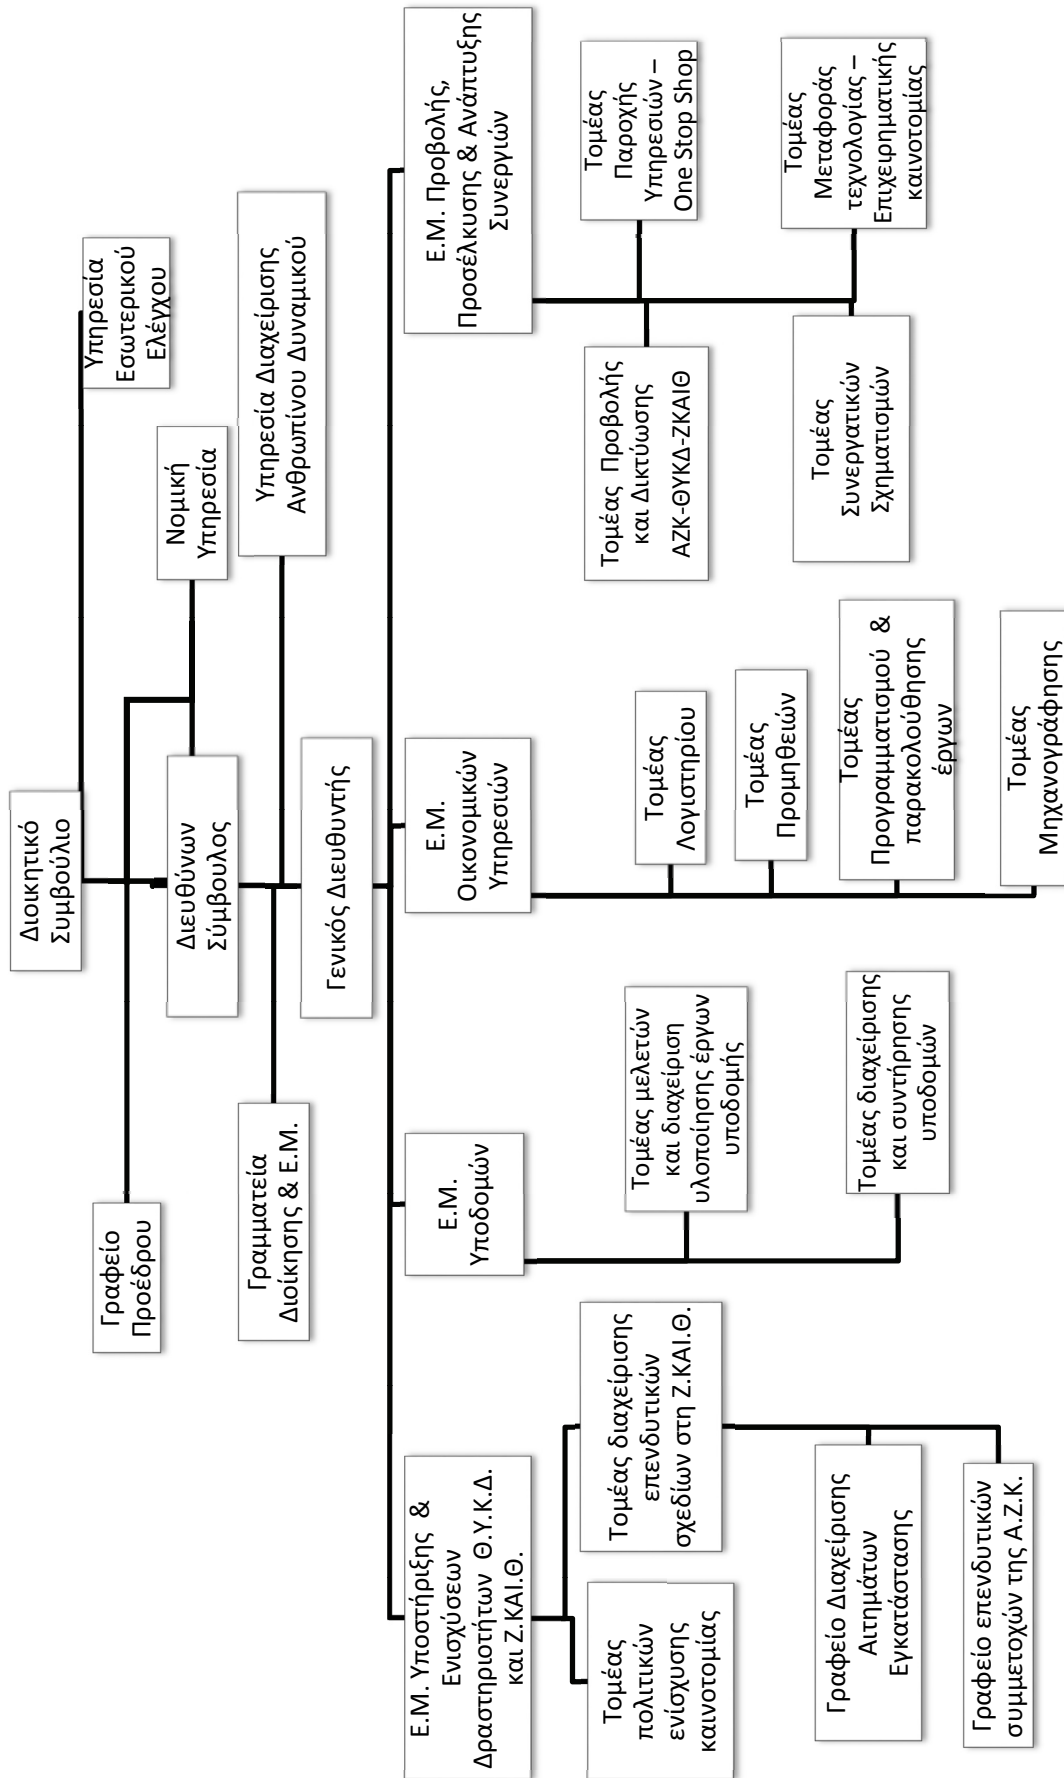 Διοικητικό
Συμβούλιο
Υπηρεσία
Εσωτερικού
Ελέγχου
Γραφείο
Προέδρου
Διευθύνων
Σύμβουλος
Νομική
Υπηρεσία
Γραμματεία
Διοίκησης & Ε.Μ.
Υπηρεσία Διαχείρισης
Ανθρωπίνου Δυναμικού
Γενικός Διευθυντής
Ε.Μ. Υποστήριξης &
Ενισχύσεων
Δραστηριοτήτων Θ.Υ.Κ.Δ.
και Ζ.ΚΑΙ.Θ.
Τομέας
πολιτικών
ενίσχυσης
καινοτομίας
Τομέας διαχείρισης
επενδυτικών
σχεδίων στη Ζ.ΚΑΙ.Θ.
Γραφείο Διαχείρισης
Αιτημάτων
Εγκατάστασης
Γραφείο επενδυτικών
συμμετοχών της Α.Ζ.Κ.
Ε.Μ.
Υποδομών
Τομέας μελετών
και διαχείριση
υλοποίησης έργων
υποδομής
Τομέας διαχείρισης
και συντήρησης
υποδομών
Ε.Μ.
Οικονομικών
Υπηρεσιών
Τομέας
Λογιστηρίου
Τομέας
Προμηθειών
Τομέας
Προγραμματισμού &
παρακολούθησης
έργων
Τομέας
Μηχανογράφησης
Ε.Μ. Προβολής,
Προσέλκυσης & Ανάπτυξης
Συνεργιών
Τομέας Προβολής
και Δικτύωσης
ΑΖΚ-ΘΥΚΔ-ΖΚΑΙΘ
Τομέας
Παροχής
Υπηρεσιών –
One Stop Shop
Τομέας
Συνεργατικών
Σχηματισμών
Τομέας
Μεταφοράς
τεχνολογίας –
Επιχειρηματικής
καινοτομίας